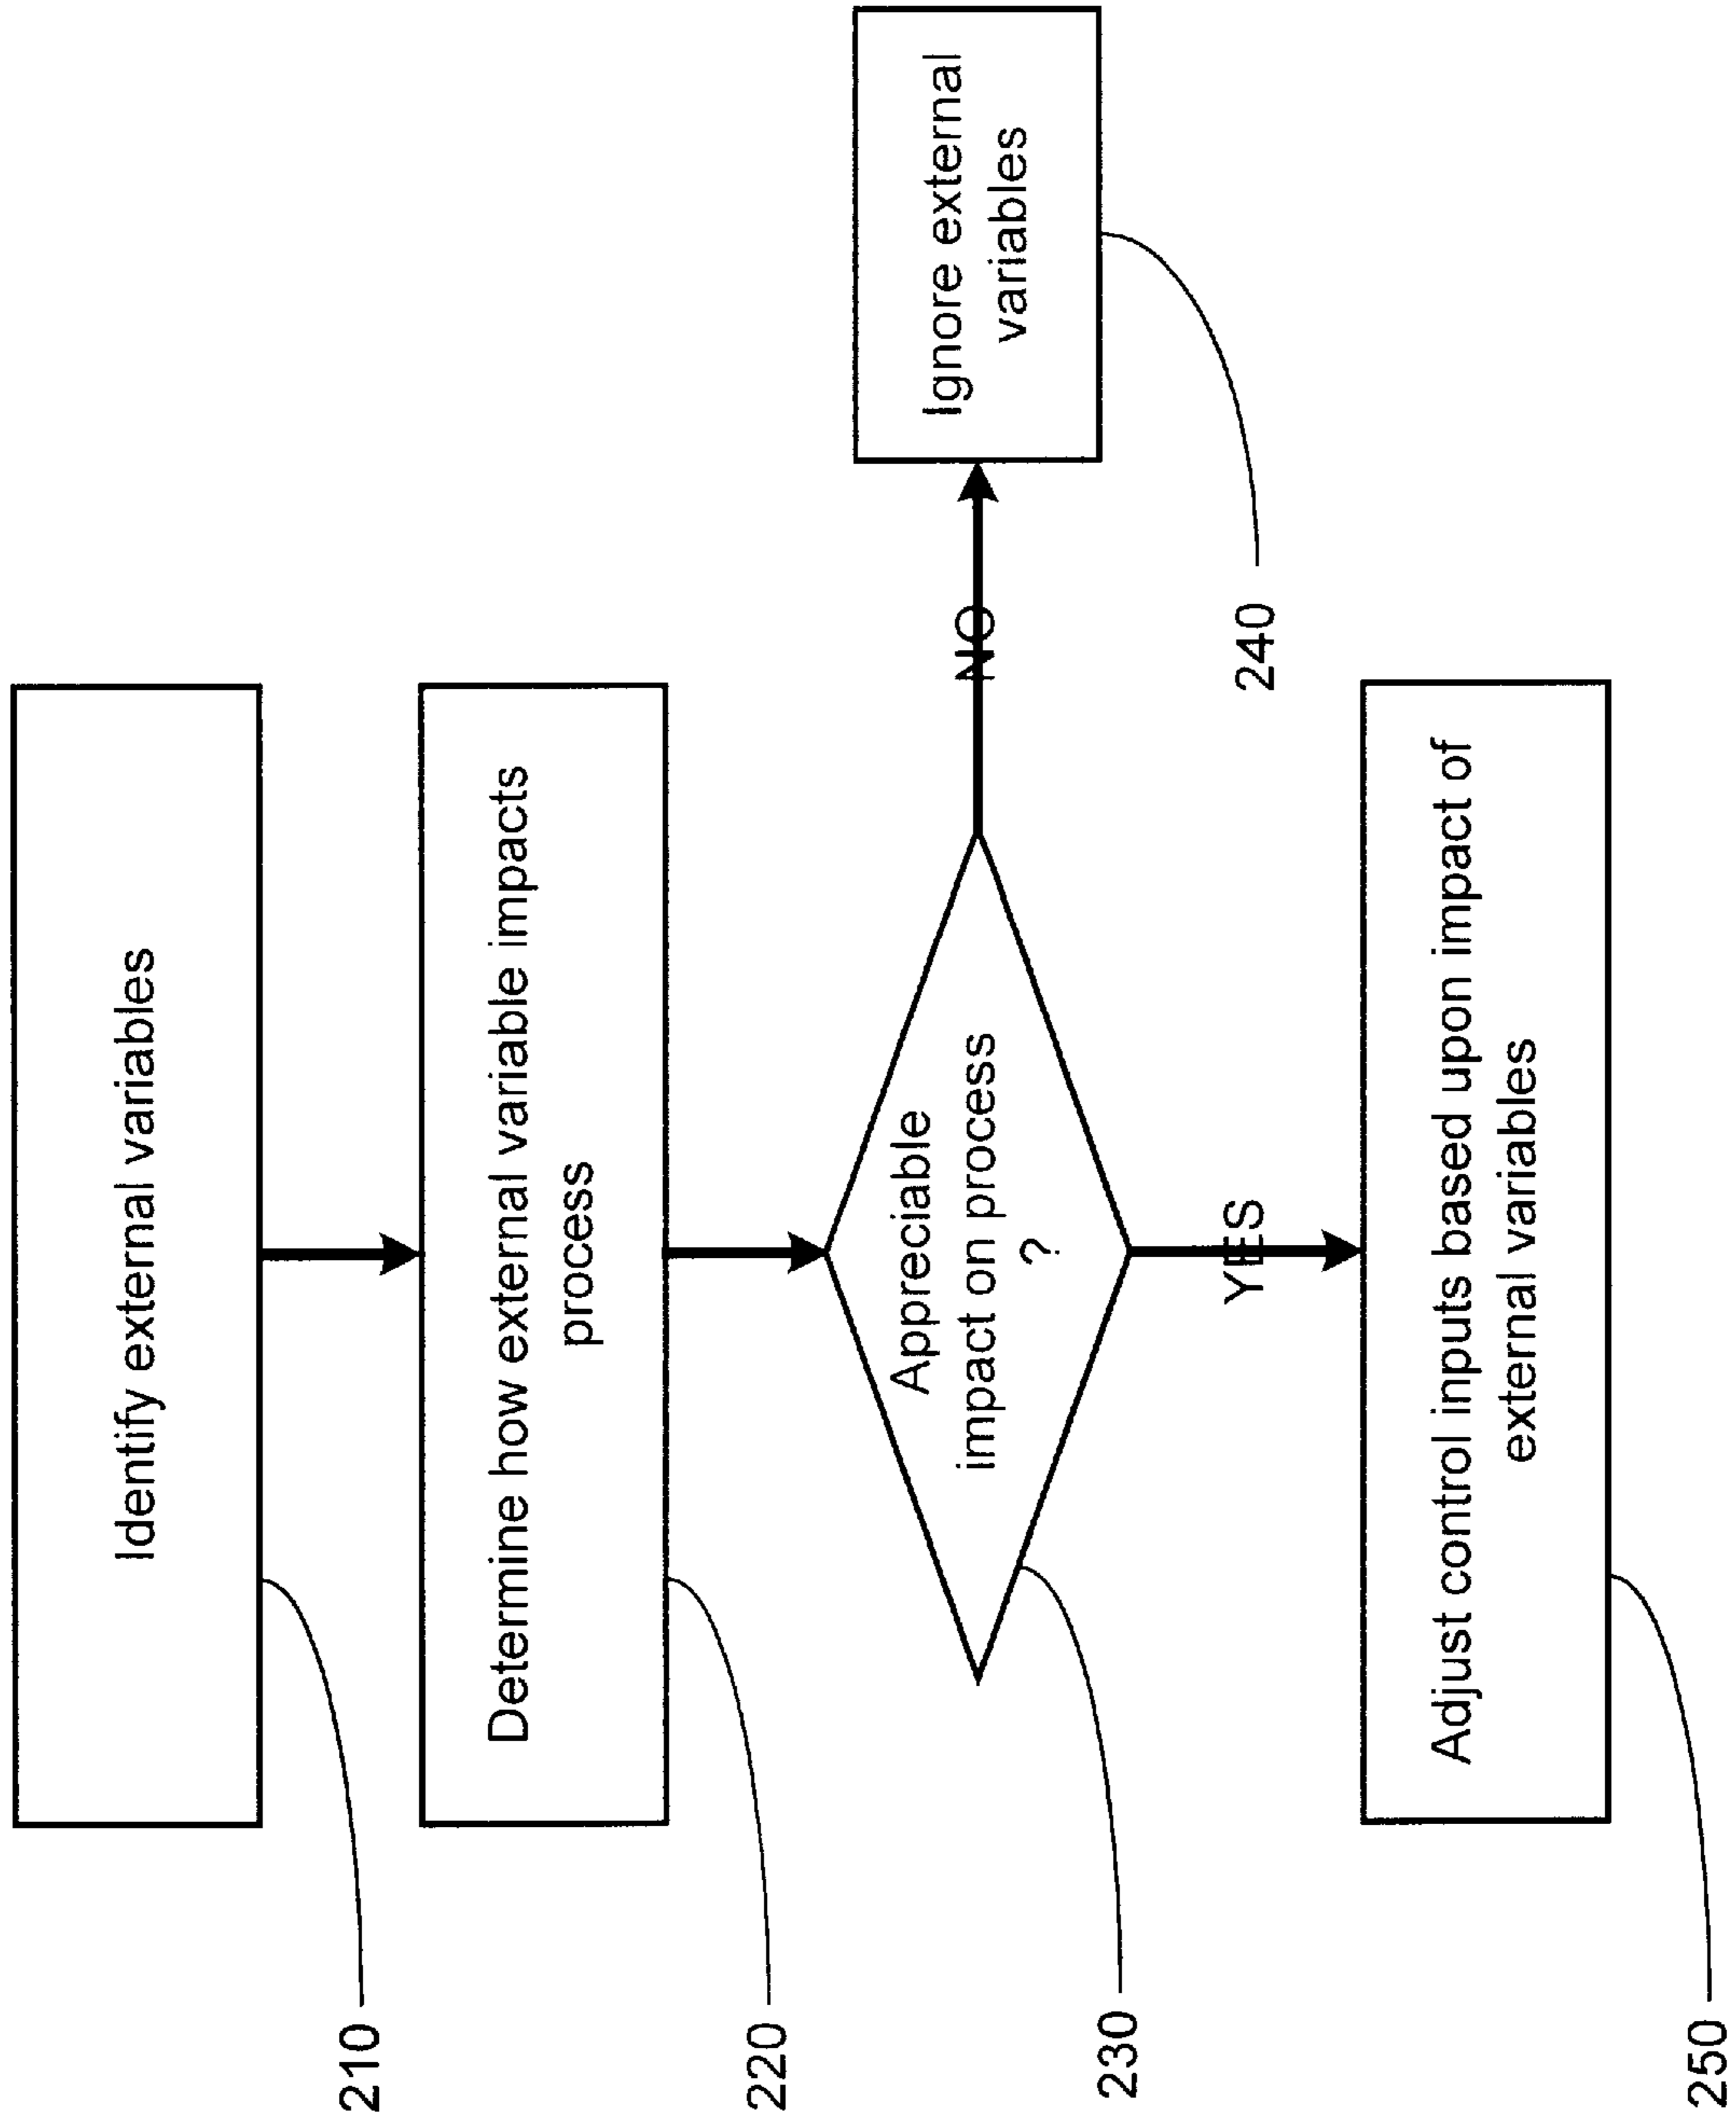 Identify external variables
210
Determine how external variable impacts
process
220
Appreciable
impact on process
?
230
NO
Ignore external
variables
240
YES
Adjust control inputs based upon impact of
external variables
250